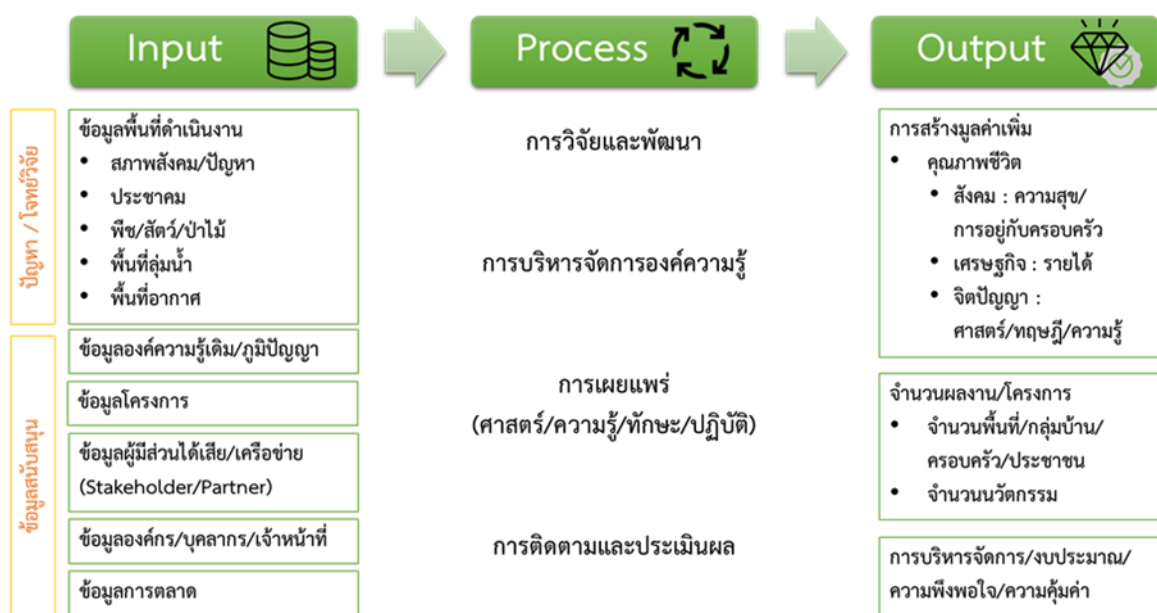 Input
Process
Output
ปัญหา / โจทย์วิจัย
ข้อมูลพื้นที่ดำเนินงาน
• สภาพสังคม/ปัญหา
• ประชาคม
• พืช/สัตว์/ป่าไม้
• พื้นที่ลุ่มน้ำ
• พื้นที่อากาศ
ข้อมูลสนับสนุน
ข้อมูลองค์ความรู้เดิม/ภูมิปัญญา
ข้อมูลโครงการ
ข้อมูลผู้มีส่วนได้เสีย/เครือข่าย
(Stakeholder/Partner)
ข้อมูลองค์กร/บุคลากร/เจ้าหน้าที่
ข้อมูลการตลาด
การวิจัยและพัฒนา
การบริหารจัดการองค์ความรู้
การเผยแพร่
(ศาสตร์/ความรู้/ทักษะ/ปฏิบัติ)
การติดตามและประเมินผล
การสร้างมูลค่าเพิ่ม
• คุณภาพชีวิต
• สังคม : ความสุข/
การอยู่กับครอบครัว
• เศรษฐกิจ : รายได้
• จิตปัญญา :
ศาสตร์/ทฤษฎี/ความรู้
จำนวนผลงาน/โครงการ
• จำนวนพื้นที่/กลุ่มบ้าน/
ครอบครัว/ประชาชน
• จำนวนนวัตกรรม
การบริหารจัดการ/งบประมาณ/
ความพึงพอใจ/ความคุ้มค่า